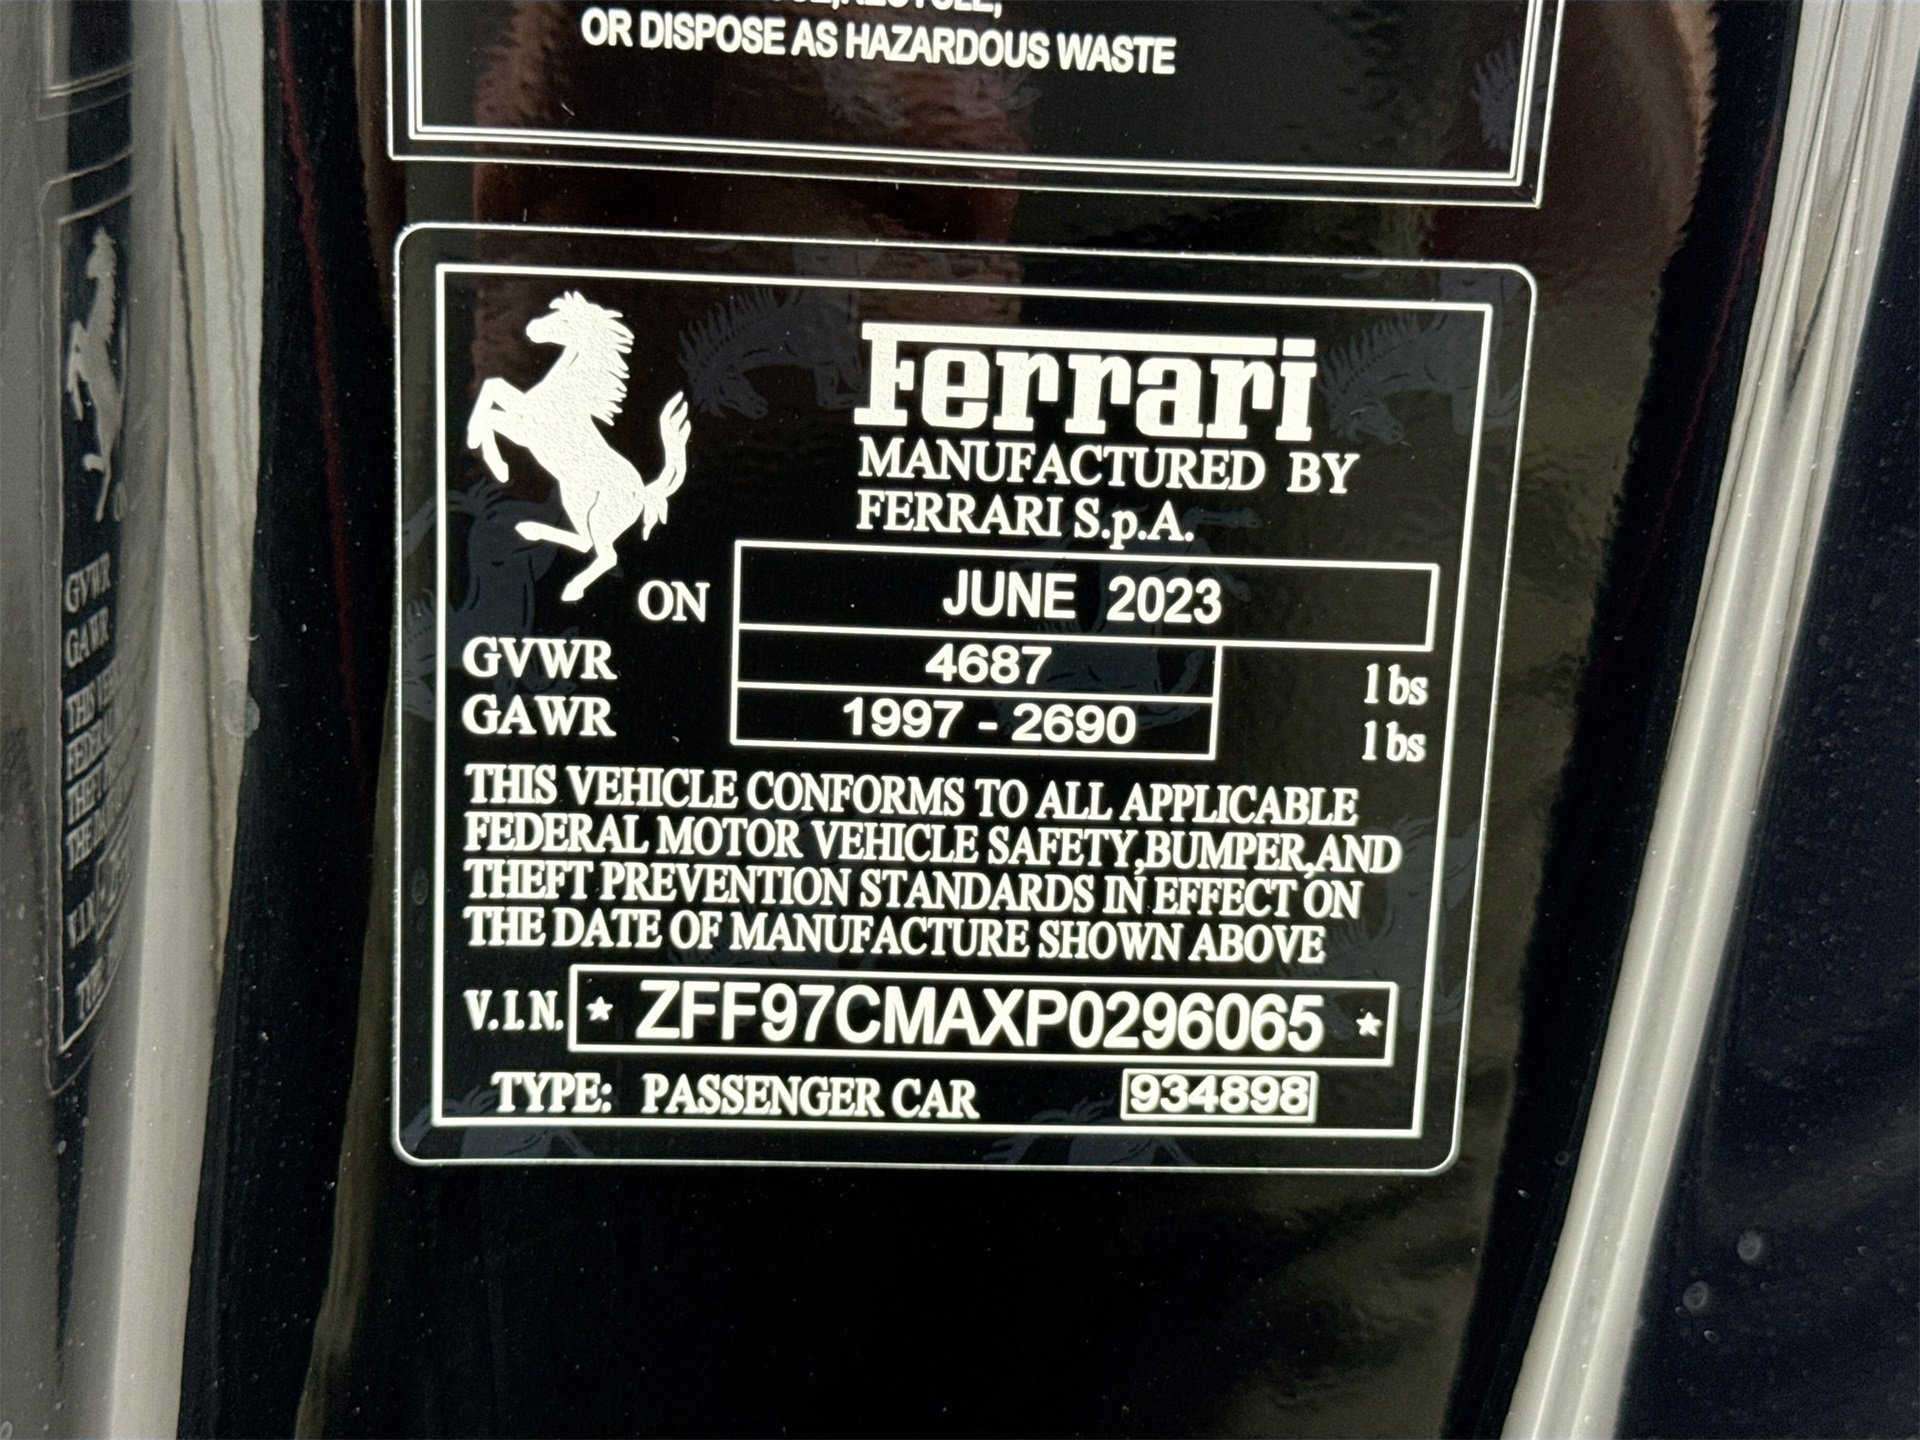 OR DISPOSE AS HAZARDOUS WASTE
Ferrari
MANUFACTURED BY
FERRARI S.p.A.
ON JUNE 2023
GVWR 4687 lbs
GAWR 1997 - 2690 lbs
THIS VEHICLE CONFORMS TO ALL APPLICABLE
FEDERAL MOTOR VEHICLE SAFETY,BUMPER,AND
THEFT PREVENTION STANDARDS IN EFFECT ON
THE DATE OF MANUFACTURE SHOWN ABOVE
V.I.N. * ZFF97CMAXP0296065 *
TYPE: PASSENGER CAR 934898